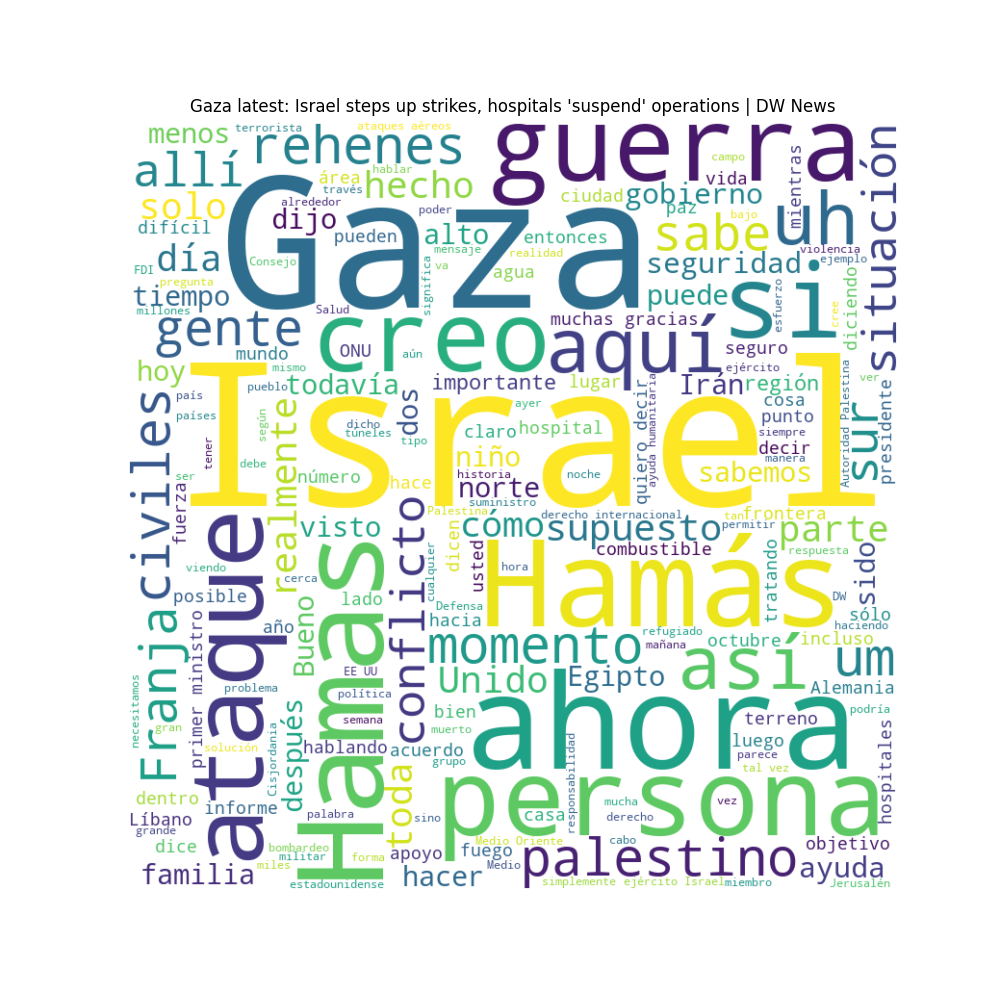 Gaza latest: Israel steps up strikes, hospitals 'suspend' operations | DW News
menos
terrorista
ataques aéreos
rehenes
guerra
situación
allí
hablar
hecho
campo
mientras
área
través
vida
ciudad
gobierno
solo
alrededor
dijo
Gaza
poder
paz
bajo
uh
difícil
pueden
alto
entonces
sabe
violencia
mensaje
realidad
ejemplo
FDI
día
Consejo
va
agua
seguridad
pregunta
significa
puede
si
esfuerzo
cree
diciendo
tiempo
millones
Salud
gente
creo
muchas gracias
aquí
ONU
aún
seguro
mundo
ejército
hoy
mismo
todavía
importante
lugar
Irán
región
ver
país
pueblo
Israel
ayuda humanitaria
Autoridad Palestina
presidente
países
dos
ayer
quiero decir
cosa
punto
sur
según
dicho
túneles
tipo
claro
hospital
siempre
decir
civiles
tener
realmente
debe
niño
manera
sabemos
ser
número
hace
historia
noche
fuerza
norte
suministro
Palestina
derecho internacional
tan
frontera
ataque
visto
conflicto
cómo
supuesto
permitir
parte
dicen
combustible
respuesta
viendo
cerca
Hamas
cualquier
usted
hora
Hamás
tratando
sido
posible
lado
Defensa
DW
Franja
año
Bueno
hacia
sólo
haciendo
primer ministro
momento
refugiado
mañana
octubre
incluso
EE UU
así
um
necesitamos
problema
política
Unido
Egipto
Alemania
gran
semana
bien
muerto
ahora
terreno
podría
solución
Cisjordania
después
hablando
acuerdo
grupo
luego
parece
hospitales
responsabilidad
tal vez
dentro
informe
toda
persona
Líbano
palabra
sino
casa
mucha
vez
grande
derecho
dice
bombardeo
militar
forma
apoyo
fuego
Medio Oriente
cabo
objetivo
familia
miles
hacer
Medio
palestino
ayuda
estadounidense
simplemente
ejército Israel
miembro
Jerusalén